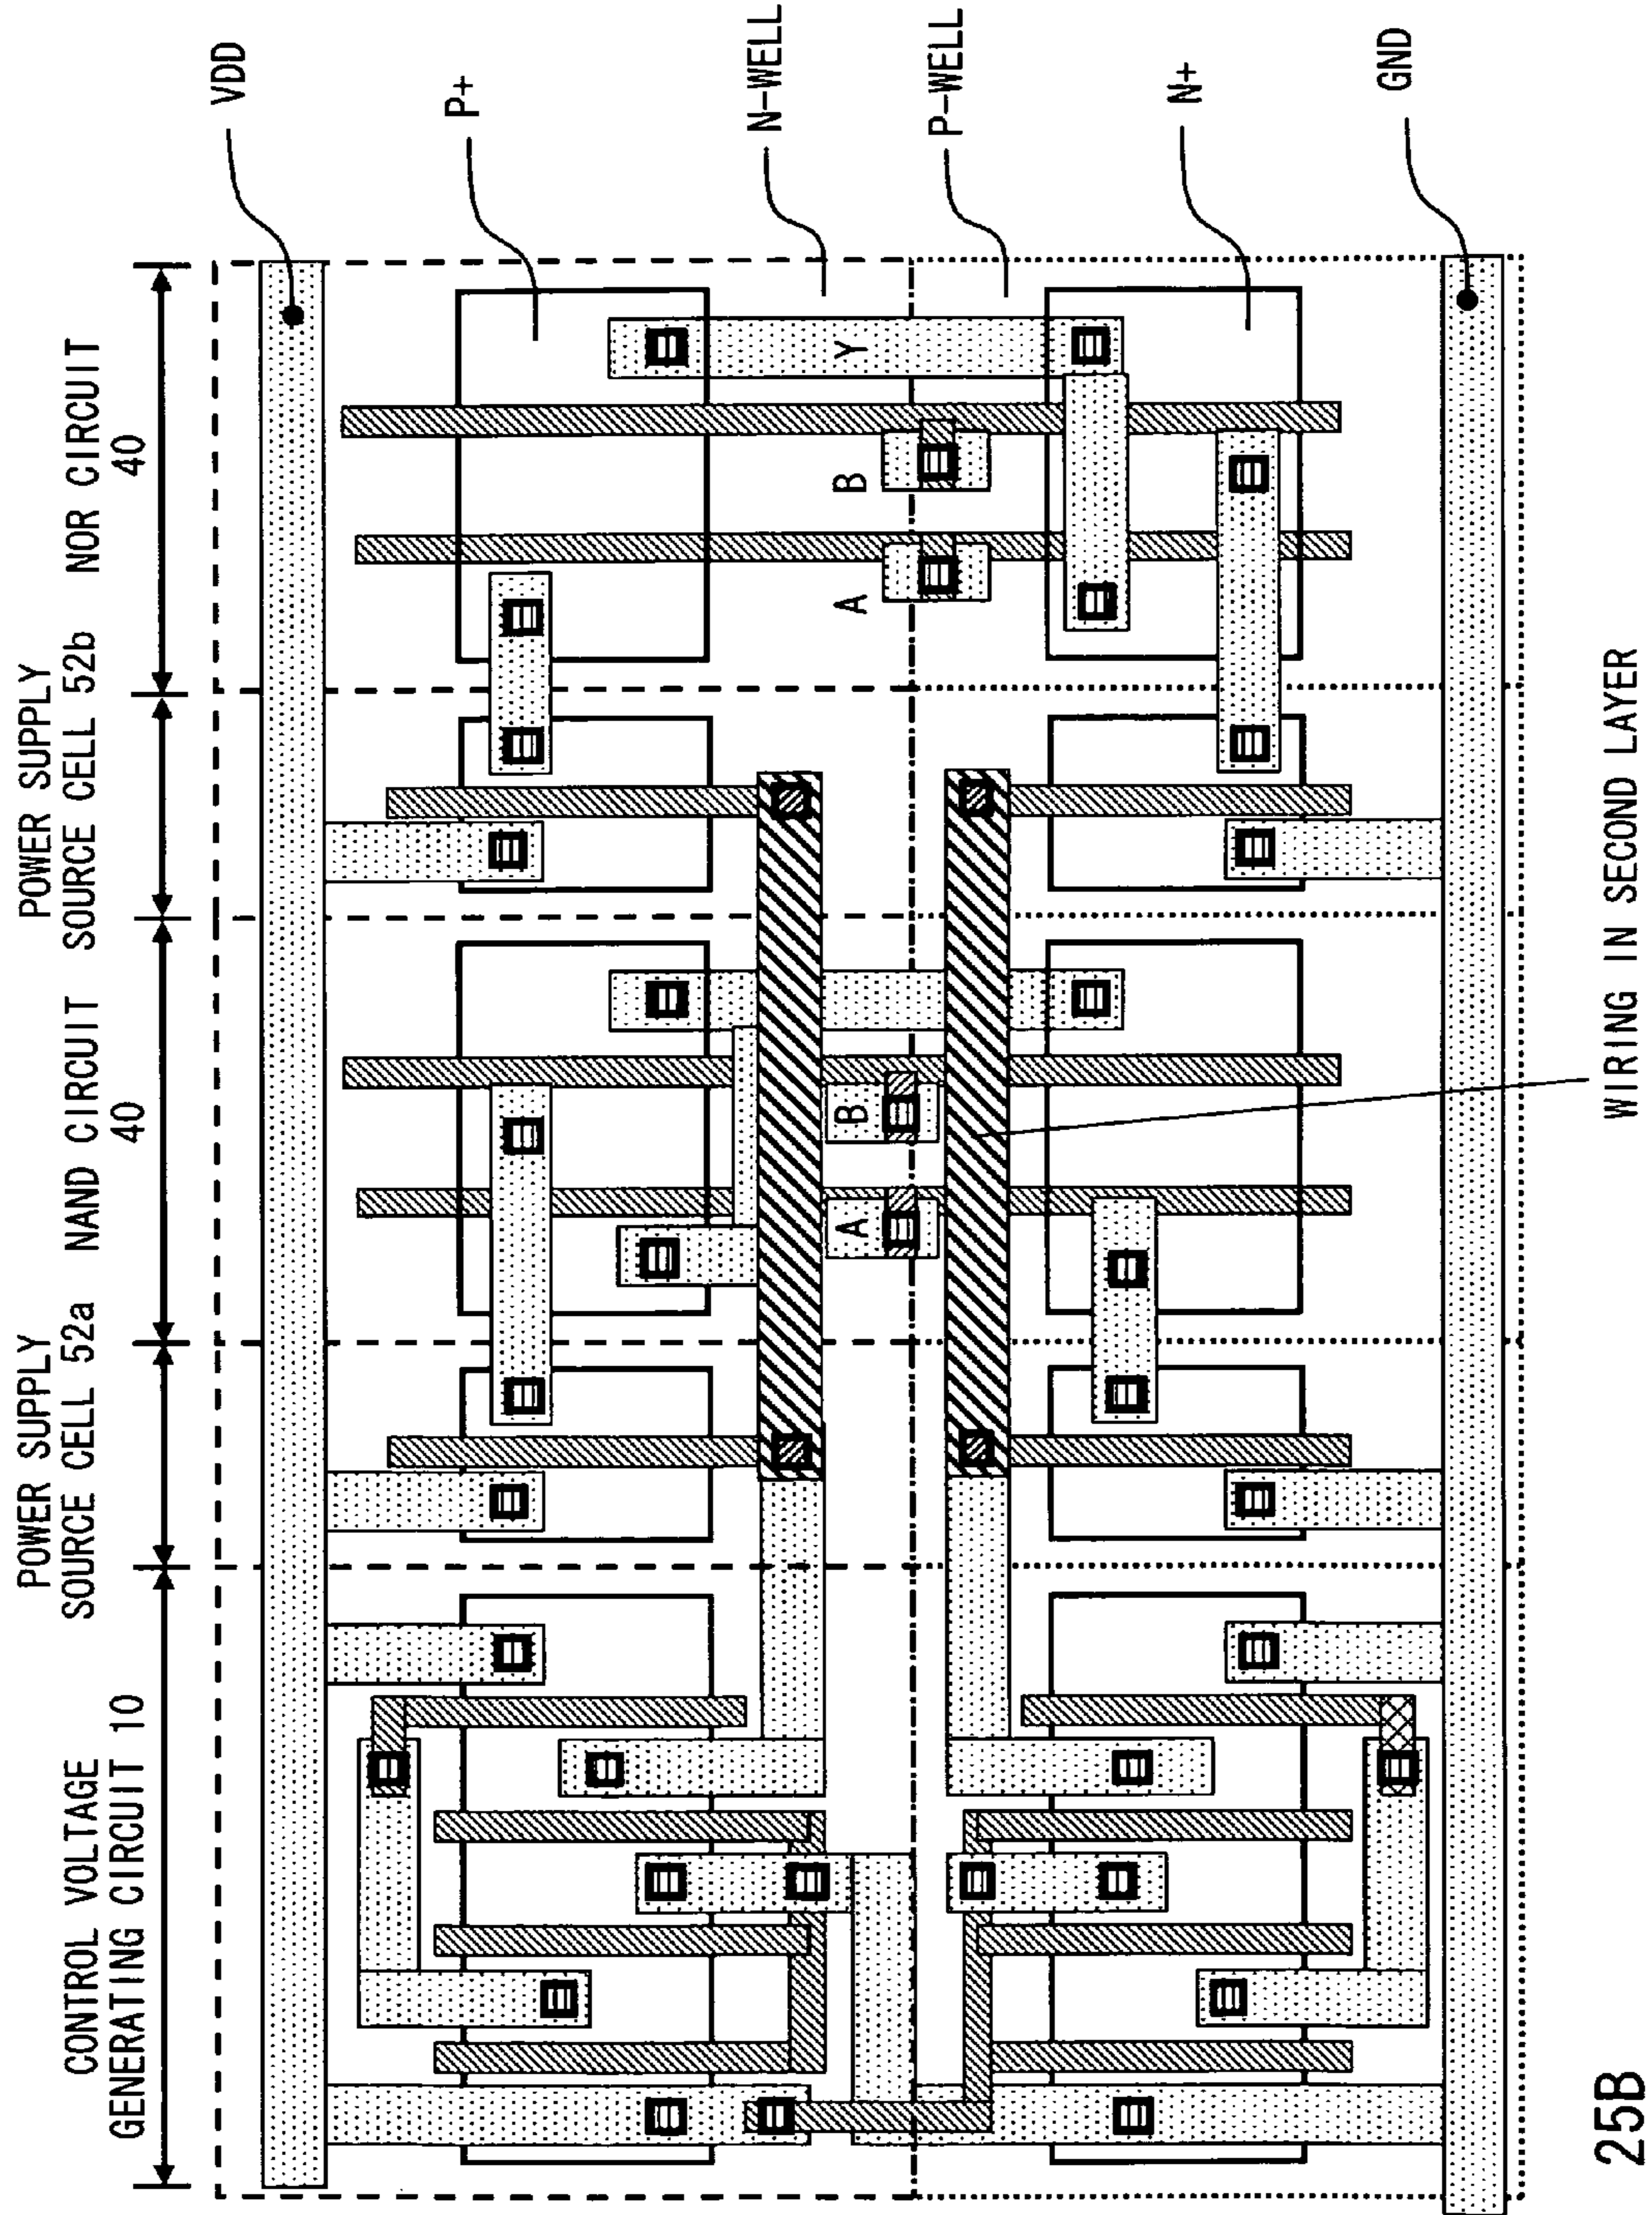 CONTROL VOLTAGE
GENERATING CIRCUIT 10
POWER SUPPLY
SOURCE CELL 52a
NAND CIRCUIT
40
POWER SUPPLY
SOURCE CELL 52b
NOR CIRCUIT
40
VDD
P+
N-WELL
P-WELL
N+
GND
A
B
A
B
Y
WIRING IN SECOND LAYER
25B